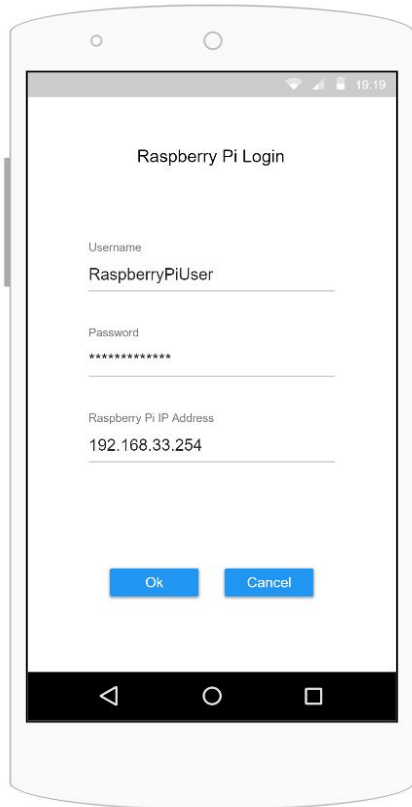 19:19
Raspberry Pi Login
Username
RaspberryPiUser
Password
*************
Raspberry Pi IP Address
192.168.33.254
Ok Cancel